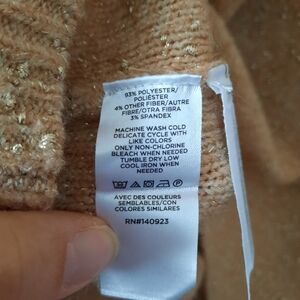 93% POLYESTER/
POLIÉSTER
4% OTHER FIBER/AUTRE
FIBRE/OTRA FIBRA
3% SPANDEX
MACHINE WASH COLD
DELICATE CYCLE WITH
LIKE COLORS
ONLY NON-CHLORINE
BLEACH WHEN NEEDED
TUMBLE DRY LOW
COOL IRON WHEN
NEEDED
AVEC DES COULEURS
SEMBLABLES/CON
COLORES SIMILARES
RN#140923